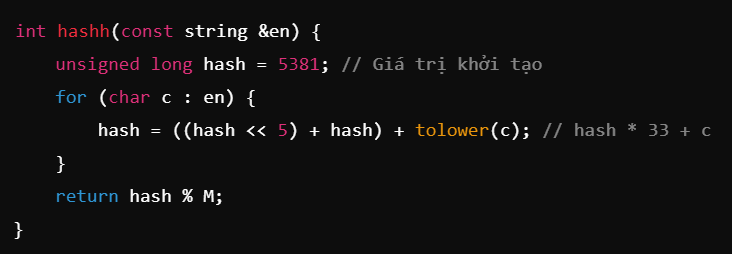 int hashh(const string &en) {
    unsigned long hash = 5381; // Giá trị khởi tạo
    for (char c : en) {
        hash = ((hash << 5) + hash) + tolower(c); // hash * 33 + c
    }
    return hash % M;
}